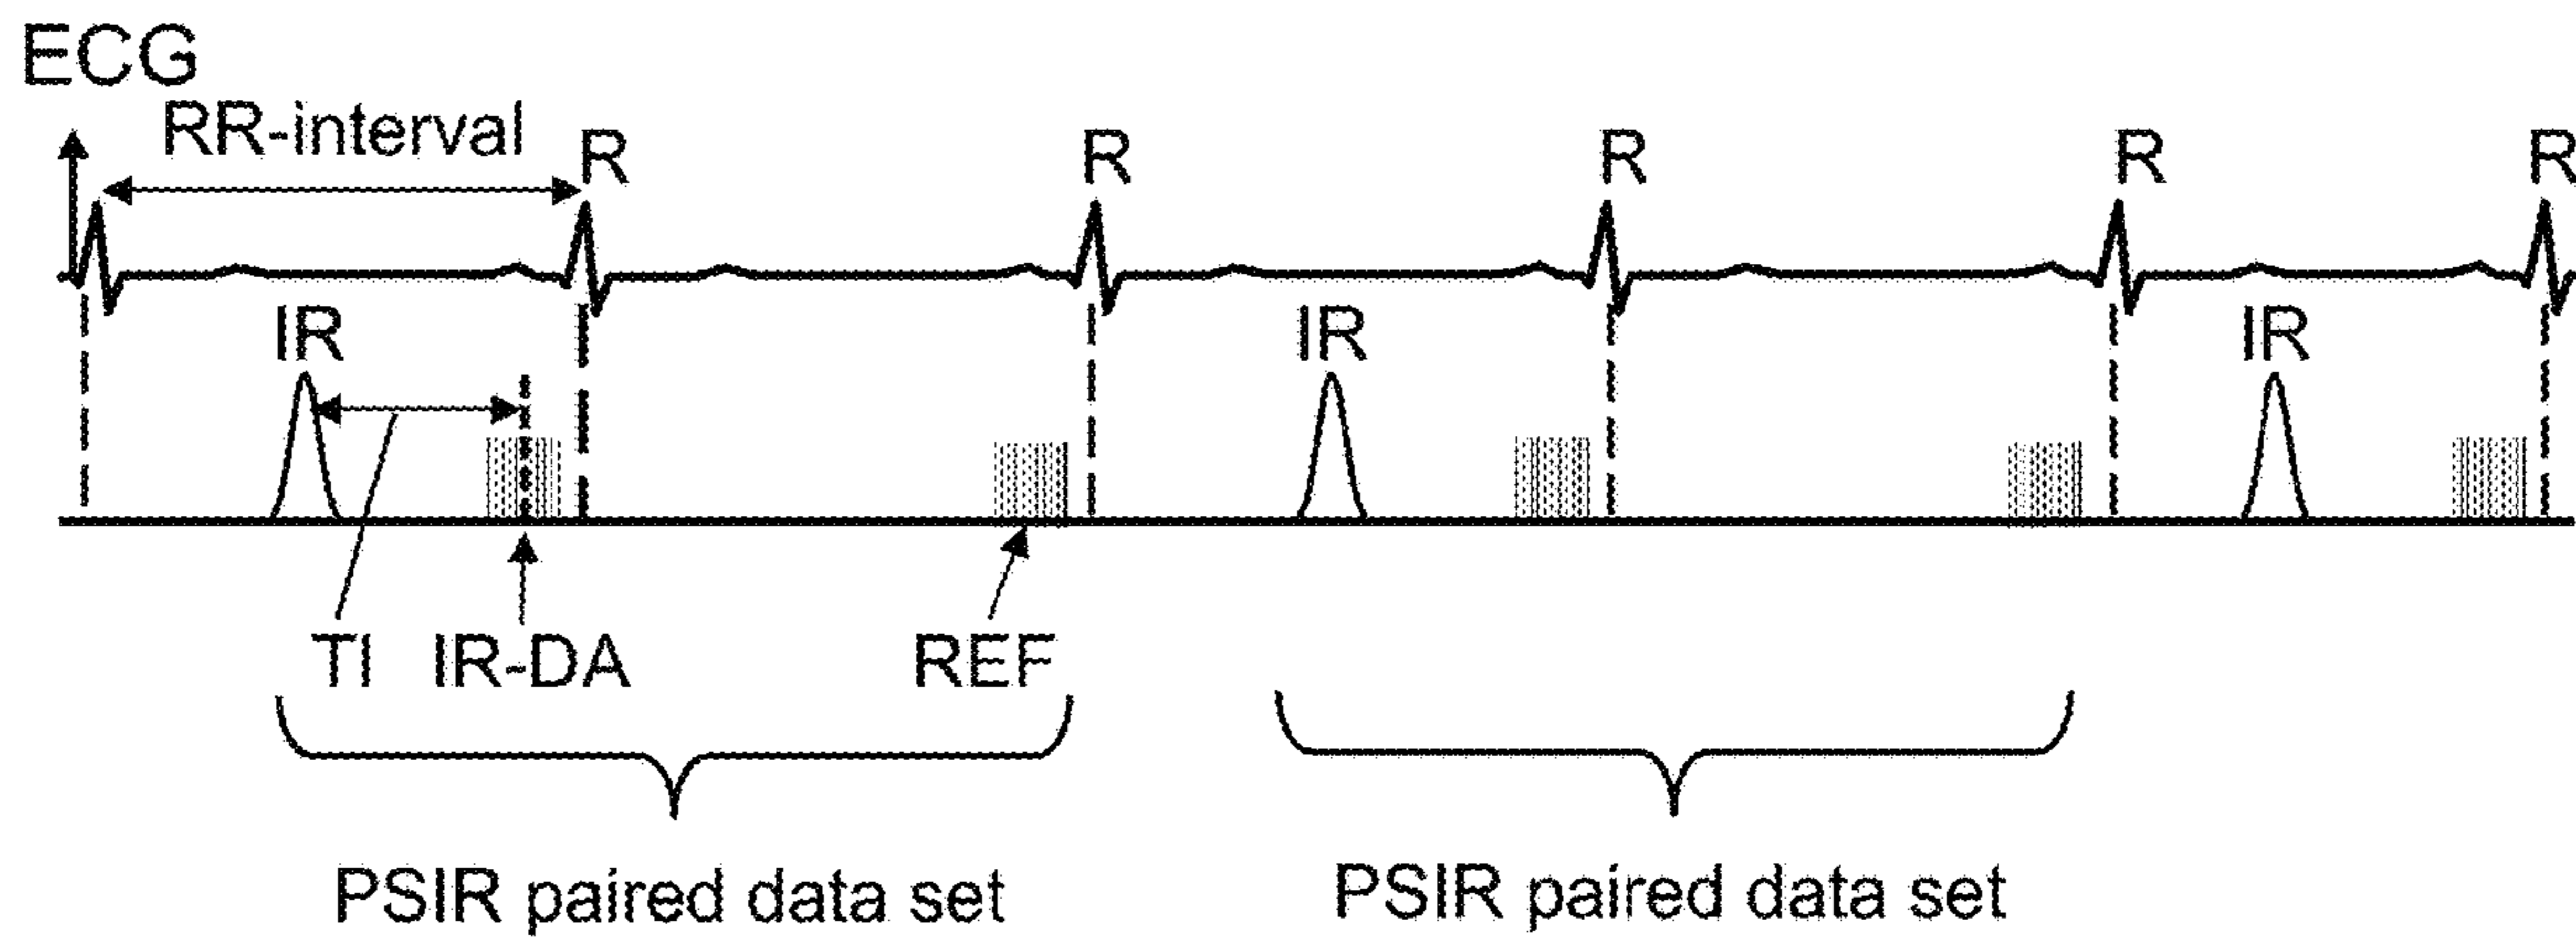 ECG
RR-interval
R R R R R
IR IR IR
TI IR-DA REF
PSIR paired data set PSIR paired data set